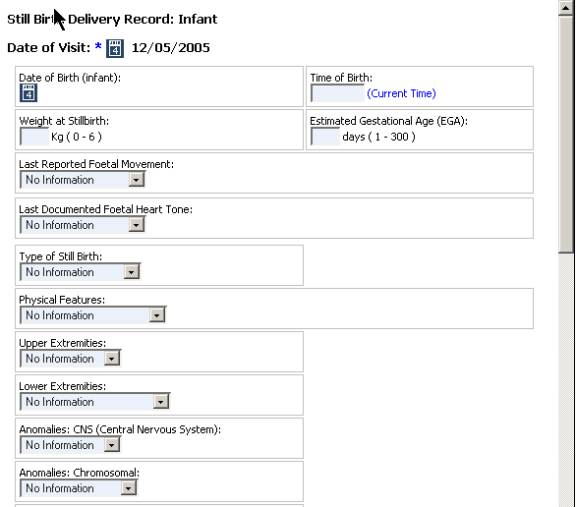 Still Birth Delivery Record: Infant
Date of Visit: * 4 12/05/2005
Date of Birth (infant):
4
Time of Birth:
(Current Time)
Weight at Stillbirth:
Kg ( 0 - 6 )
Estimated Gestational Age (EGA):
days ( 1 - 300 )
Last Reported Foetal Movement:
No Information
Last Documented Foetal Heart Tone:
No Information
Type of Still Birth:
No Information
Physical Features:
No Information
Upper Extremities:
No Information
Lower Extremities:
No Information
Anomalies: CNS (Central Nervous System):
No Information
Anomalies: Chromosomal:
No Information